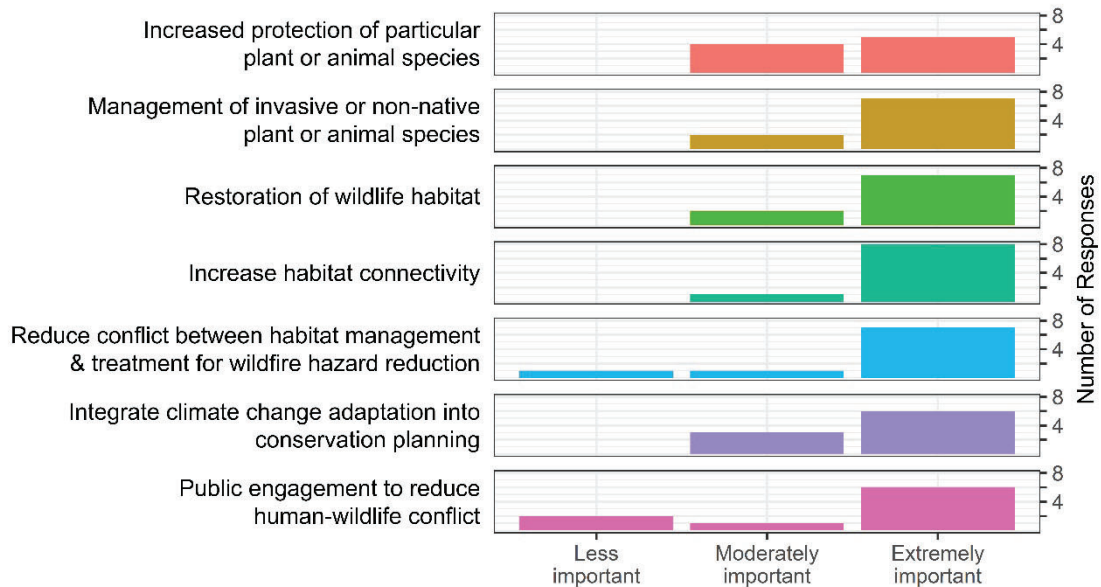 Increased protection of particular
plant or animal species
8
4
Management of invasive or non-native
plant or animal species
8
4
Restoration of wildlife habitat
8
4
Increase habitat connectivity
8
4
Reduce conflict between habitat management
& treatment for wildfire hazard reduction
8
4
Integrate climate change adaptation into
conservation planning
8
4
Public engagement to reduce
human-wildlife conflict
8
4
Number of Responses
Less
important
Moderately
important
Extremely
important